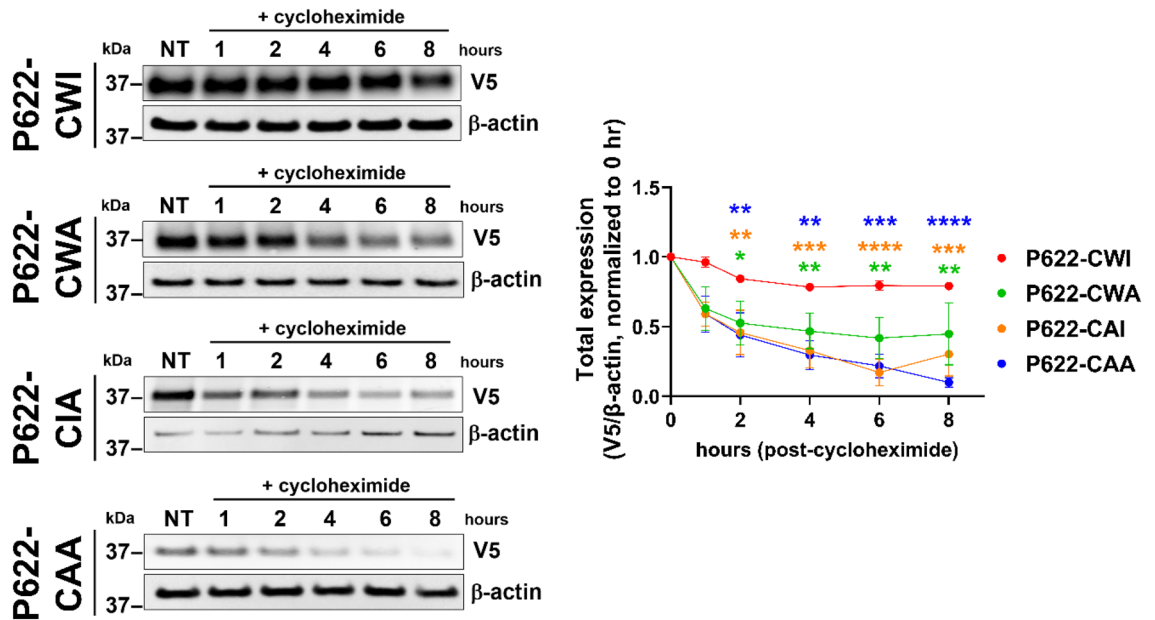 + cycloheximide
kDa NT 1 2 4 6 8 hours
P622-
CWI
37 V5
37 β-actin
+ cycloheximide
kDa NT 1 2 4 6 8 hours
P622-
CWA
37 V5
37 β-actin
+ cycloheximide
kDa NT 1 2 4 6 8 hours
P622-
CIA
37 V5
37 β-actin
+ cycloheximide
kDa NT 1 2 4 6 8 hours
P622-
CAA
37 V5
37 β-actin
Total expression
(V5/β-actin, normalized to 0 hr)
1.5
1.0
0.5
0.0
** ** *** ****
** *** **** ***
* ** ** **
0 2 4 6 8
hours (post-cycloheximide)
P622-CWI
P622-CWA
P622-CAI
P622-CAA